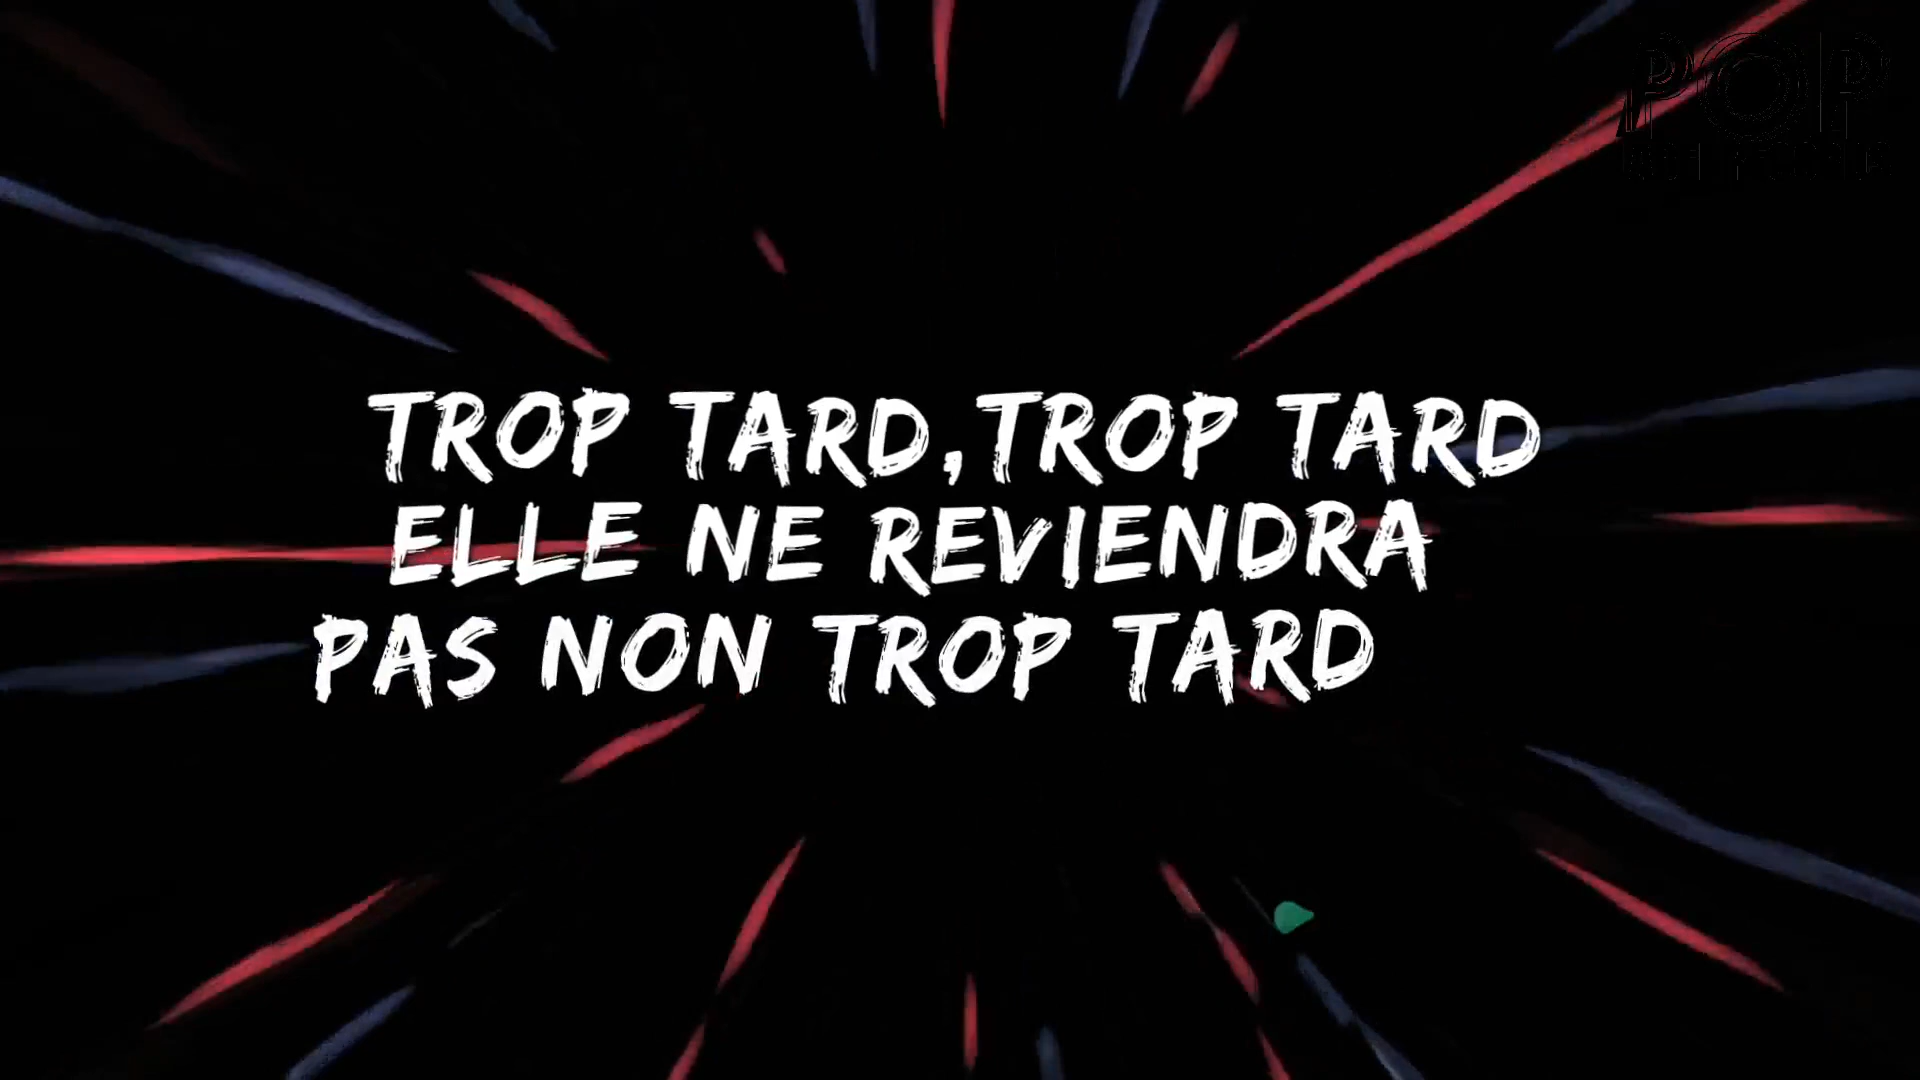 POP
TROP TARD,TROP TARD
ELLE NE REVIENDRA
PAS NON TROP TARD